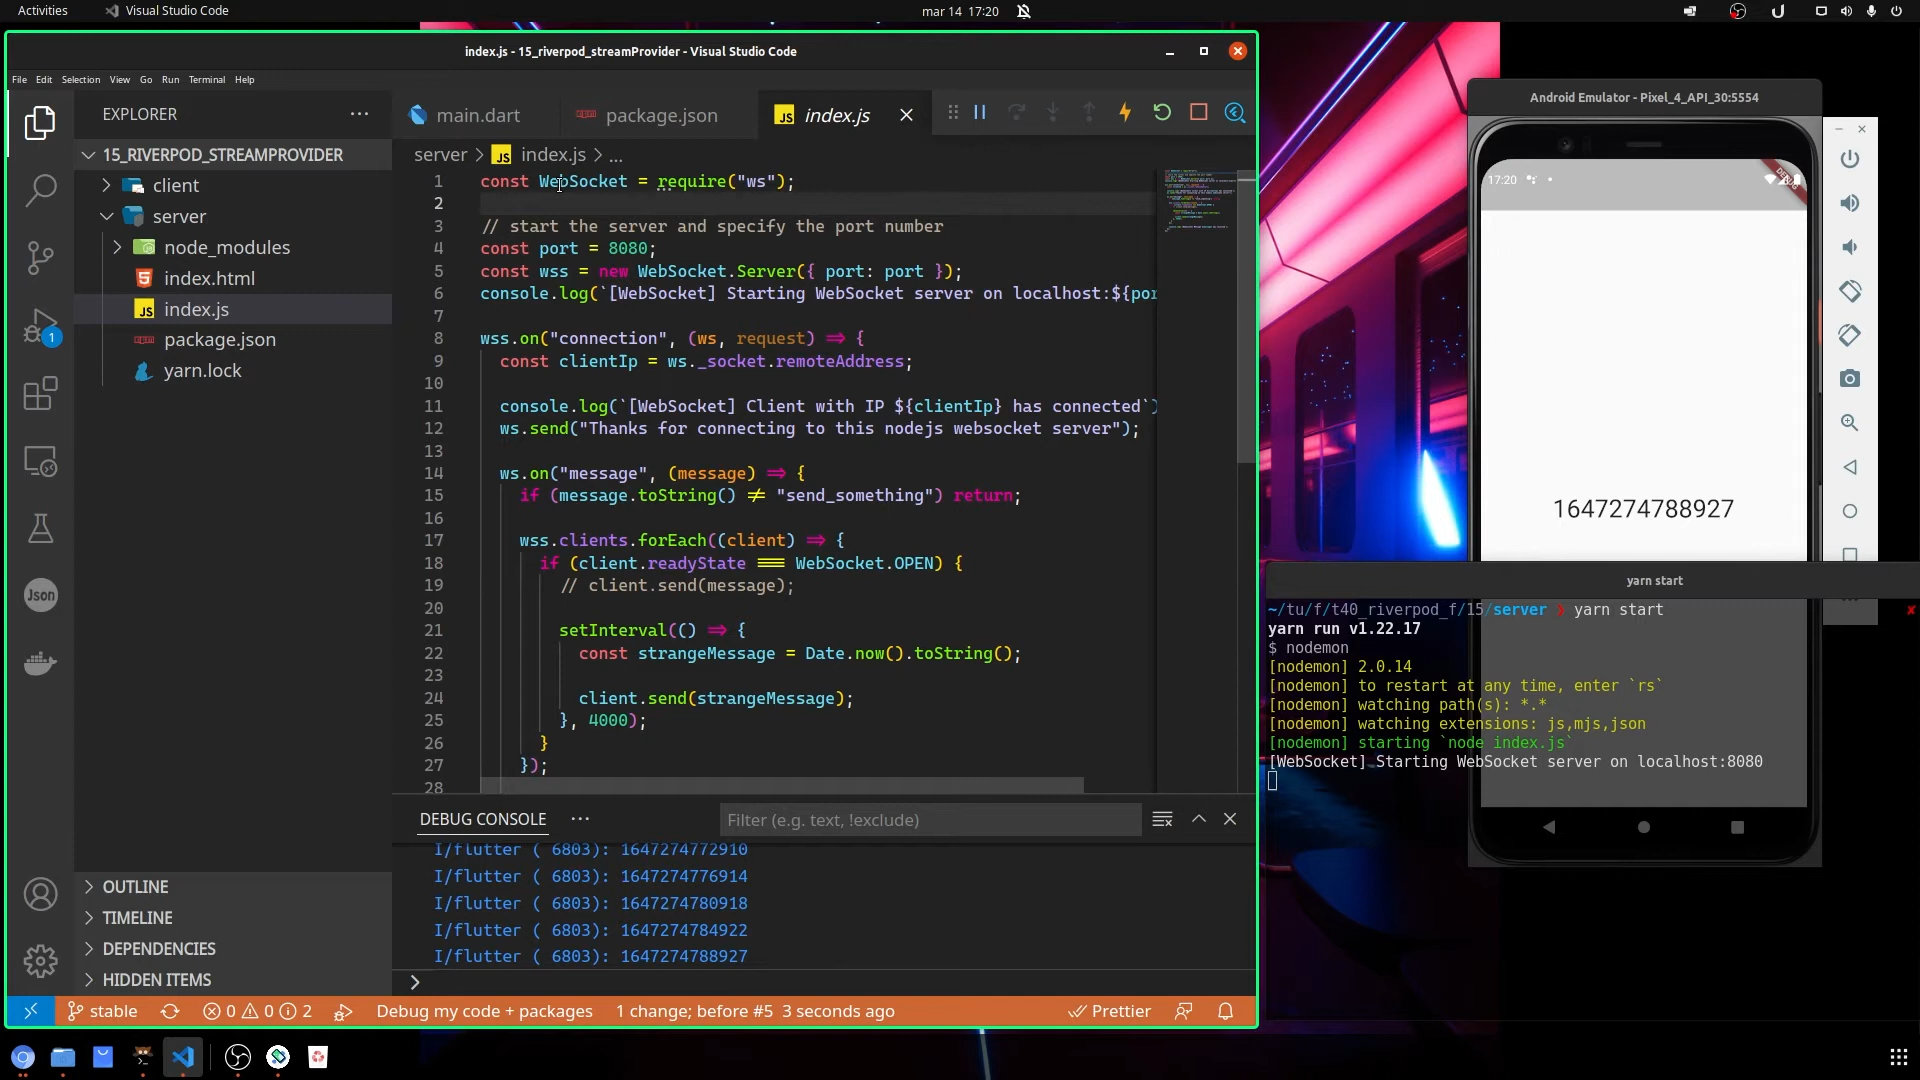 Activities
Visual Studio Code
mar 14 17:20
index.js - 15_riverpod_streamProvider - Visual Studio Code
File Edit Selection View Go Run Terminal Help
EXPLORER
15_RIVERPOD_STREAMPROVIDER
client
server
node_modules
index.html
index.js
package.json
yarn.lock
OUTLINE
TIMELINE
DEPENDENCIES
HIDDEN ITEMS
1
Json
main.dart
package.json
index.js
server > index.js > ...
1 const WebSocket = require("ws");
2
3 // start the server and specify the port number
4 const port = 8080;
5 const wss = new WebSocket.Server({ port: port });
6 console.log(`[WebSocket] Starting WebSocket server on localhost:${por
7
8 wss.on("connection", (ws, request) ⇒ {
9 const clientIp = ws._socket.remoteAddress;
10
11 console.log(`[WebSocket] Client with IP ${clientIp} has connected`)
12 ws.send("Thanks for connecting to this nodejs websocket server");
13
14 ws.on("message", (message) ⇒ {
15 if (message.toString() ≠ "send_something") return;
16
17 wss.clients.forEach((client) ⇒ {
18 if (client.readyState ≡ WebSocket.OPEN) {
19 // client.send(message);
20
21 setInterval(() ⇒ {
22 const strangeMessage = Date.now().toString();
23
24 client.send(strangeMessage);
25 }, 4000);
26 }
27 });
28
DEBUG CONSOLE
Filter (e.g. text, !exclude)
I/flutter ( 6803): 1647274772910
I/flutter ( 6803): 1647274776914
I/flutter ( 6803): 1647274780918
I/flutter ( 6803): 1647274784922
I/flutter ( 6803): 1647274788927
stable
0 0 2
Debug my code + packages
1 change; before #5 3 seconds ago
Prettier
Android Emulator - Pixel_4_API_30:5554
17:20
DEBUG
1647274788927
yarn start
~/tu/f/t40_riverpod_f/15/server yarn start
yarn run v1.22.17
$ nodemon
[nodemon] 2.0.14
[nodemon] to restart at any time, enter `rs`
[nodemon] watching path(s): *.*
[nodemon] watching extensions: js,mjs,json
[nodemon] starting `node index.js`
[WebSocket] Starting WebSocket server on localhost:8080